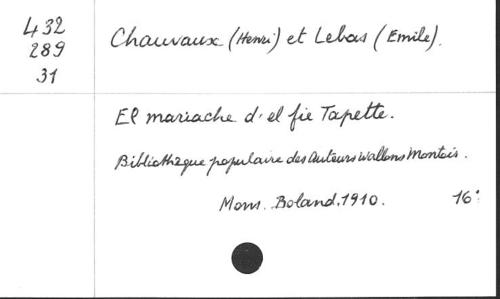 432
289
31
Chauvaux (Henri) et Lebas (Emile).
El mariache d'el fie Tapette.
Bibliothèque populaire des Auteurs Wallons Montois.
Mons. Boland, 1910. 16°